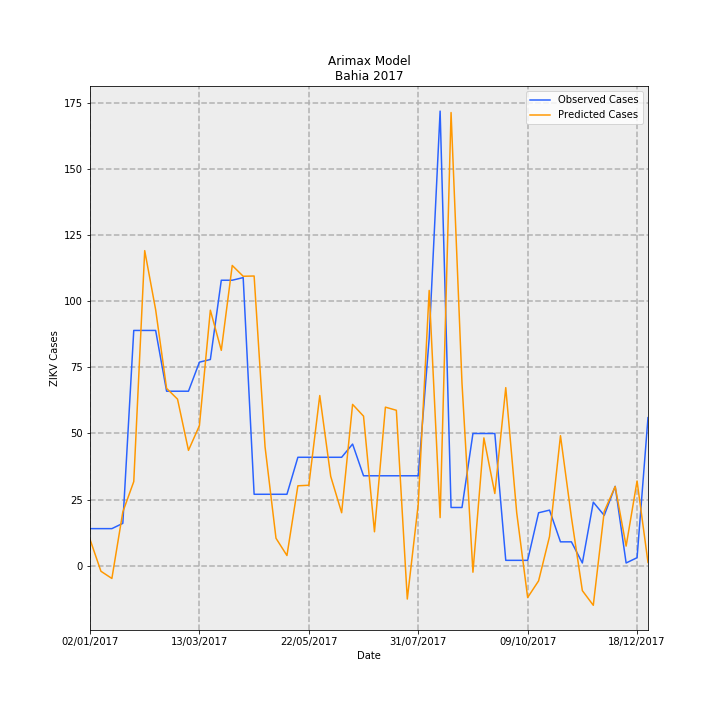 Arimax Model
Bahia 2017
Observed Cases
Predicted Cases
175
150
125
100
75
50
25
0
ZIKV Cases
02/01/2017 13/03/2017 22/05/2017 31/07/2017 09/10/2017 18/12/2017
Date